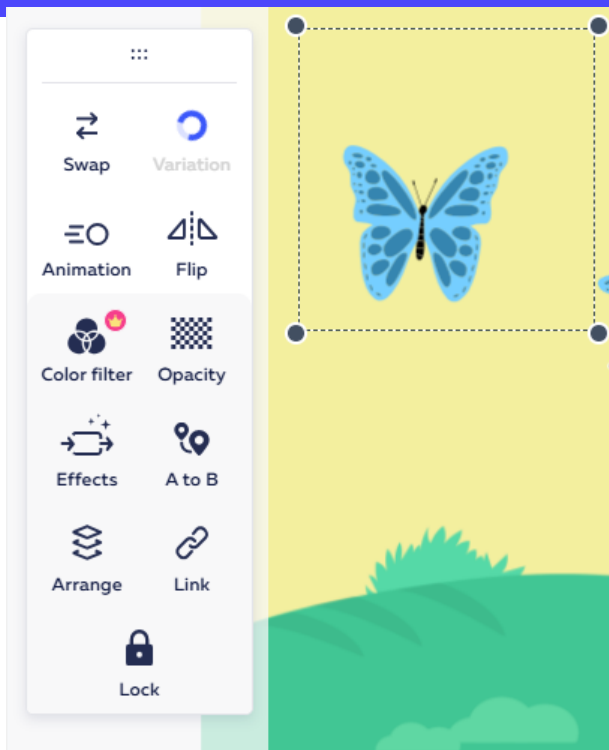 Swap
Variation
Animation
Flip
Color filter
Opacity
Effects
A to B
Arrange
Link
Lock